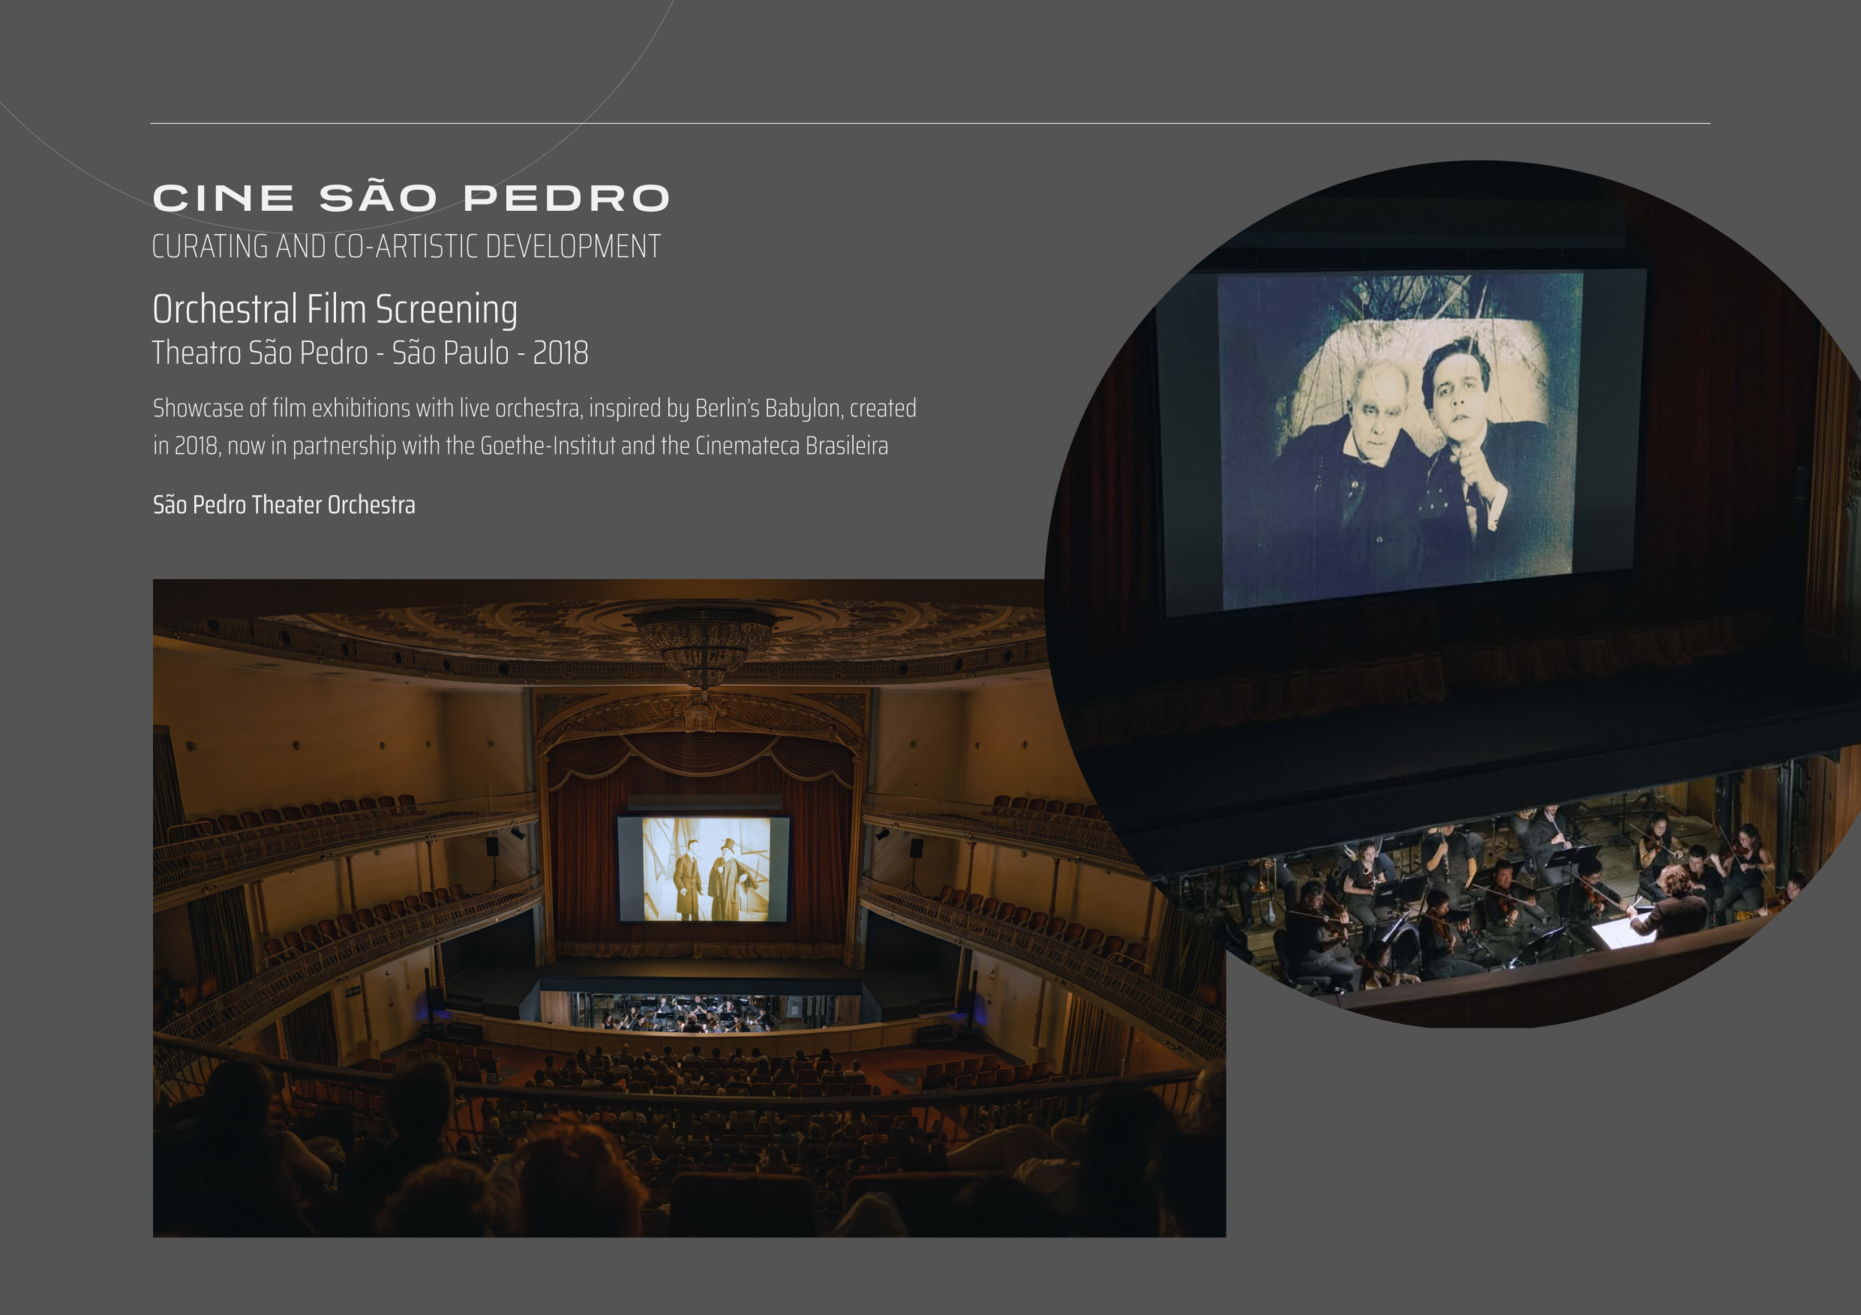 CINE SÃO PEDRO
CURATING AND CO-ARTISTIC DEVELOPMENT
Orchestral Film Screening
Theatro São Pedro - São Paulo - 2018
Showcase of film exhibitions with live orchestra, inspired by Berlin’s Babylon, created
in 2018, now in partnership with the Goethe-Institut and the Cinemateca Brasileira
São Pedro Theater Orchestra